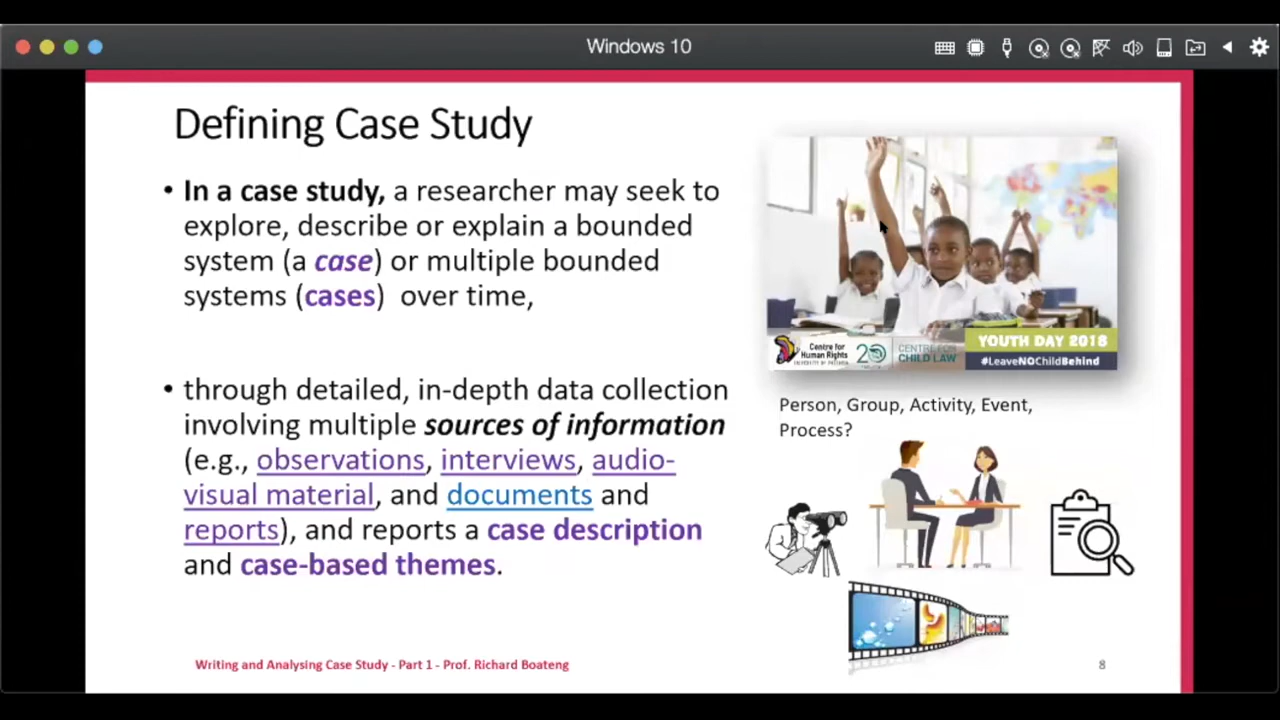 Windows 10
Defining Case Study
• In a case study, a researcher may seek to
explore, describe or explain a bounded
system (a case) or multiple bounded
systems (cases) over time,
• through detailed, in-depth data collection
involving multiple sources of information
(e.g., observations, interviews, audio-
visual material, and documents and
reports), and reports a case description
and case-based themes.
Centre for
Human Rights
UNIVERSITY OF PRETORIA
20
CENTRE FOR
CHILD LAW
YOUTH DAY 2018
#LeaveNOChildBehind
Person, Group, Activity, Event,
Process?
Writing and Analysing Case Study - Part 1 - Prof. Richard Boateng
8